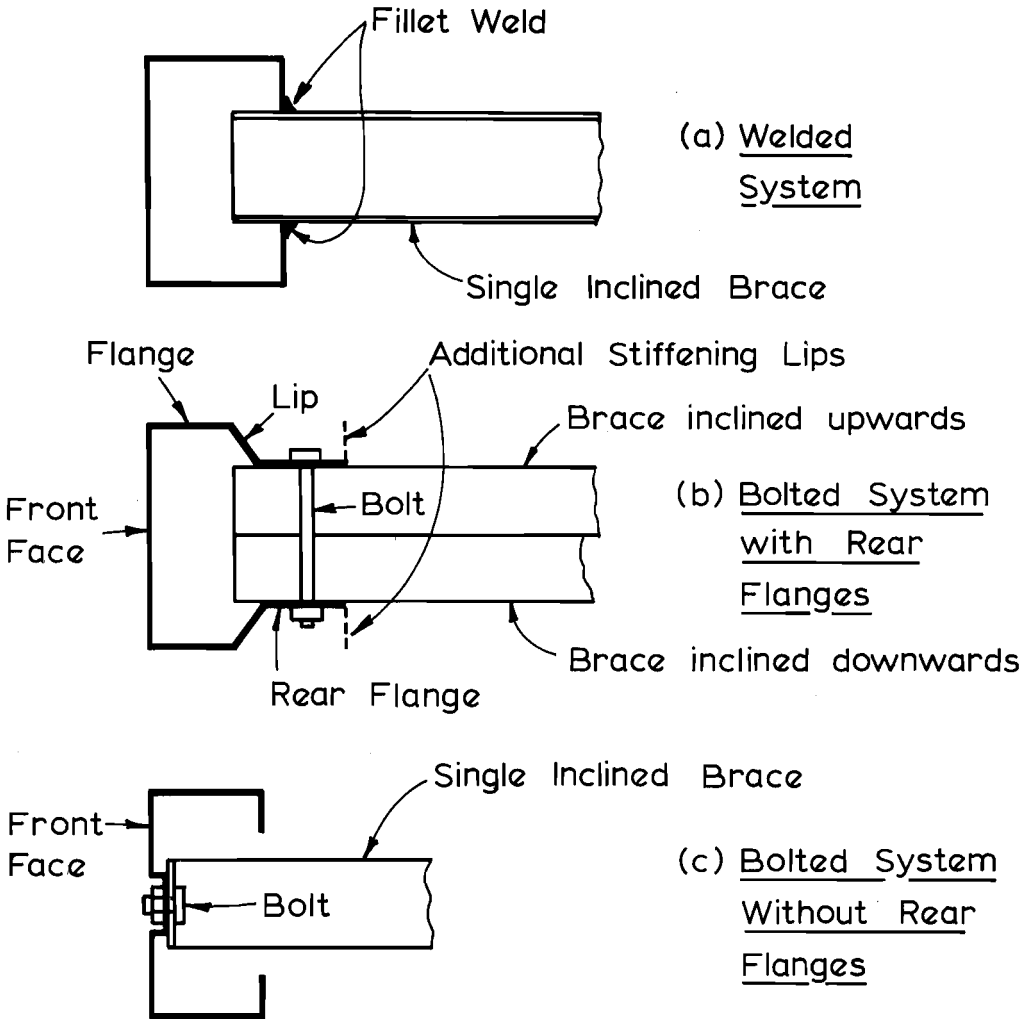 Fillet Weld
(a) Welded
System
Single Inclined Brace
Flange
Additional Stiffening Lips
Lip
Brace inclined upwards
Front
Face
Bolt
(b) Bolted System
with Rear
Flanges
Brace inclined downwards
Rear Flange
Single Inclined Brace
Front
Face
Bolt
(c) Bolted System
Without Rear
Flanges